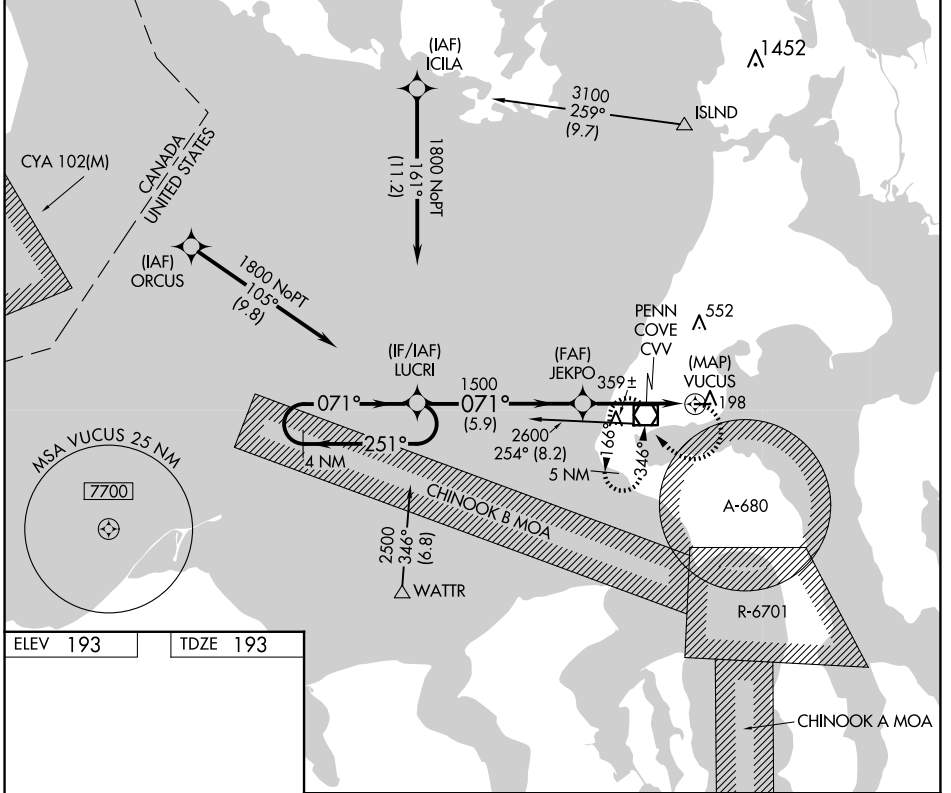 (IAF)
ICILA
1452
3100
259°
(9.7)
ISLND
CYA 102(M)
CANADA
UNITED STATES
1800 NoPT
161°
(11.2)
(IAF)
ORCUS
1800 NoPT
105°
(9.8)
PENN
COVE
CVV
552
(IF/IAF)
LUCRI
(FAF)
JEKPO
359±
(MAP)
VUCUS
198
071°
1500
071°
(5.9)
2600
254° (8.2)
251°
4 NM
5 NM
166°
346°
MSA VUCUS 25 NM
7700
CHINOOK B MOA
A-680
2500
346°
(6.8)
WATTR
R-6701
ELEV 193
TDZE 193
CHINOOK A MOA